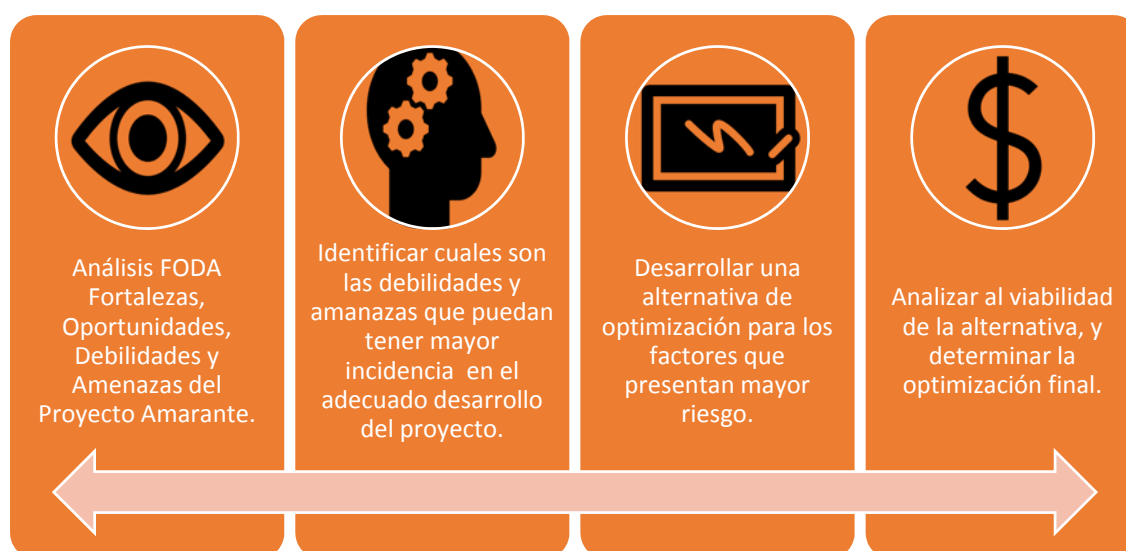 Análisis FODA
Fortalezas,
Oportunidades,
Debilidades y
Amenazas del
Proyecto Amarante.
Identificar cuales son
las debilidades y
amanazas que puedan
tener mayor
incidencia en el
adecuado desarrollo
del proyecto.
Desarrollar una
alternativa de
optimización para los
factores que
presentan mayor
riesgo.
Analizar al viabilidad
de la alternativa, y
determinar la
optimización final.